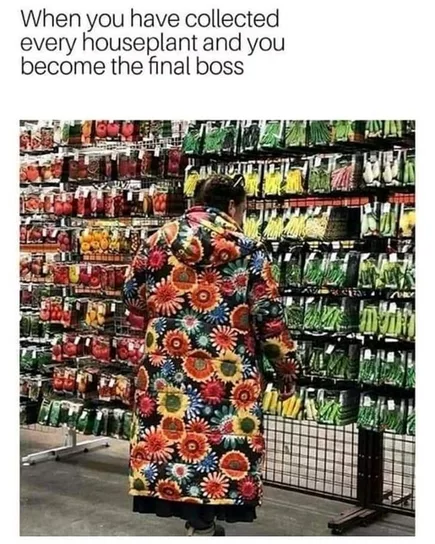 When you have collected
every houseplant and you
become the final boss